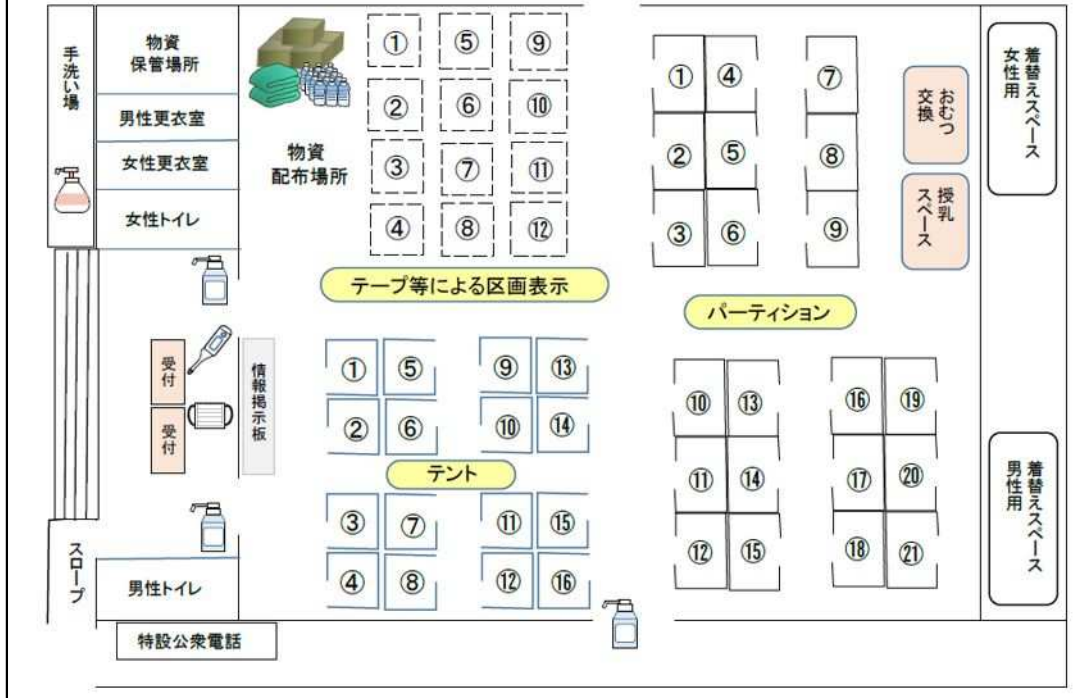 手洗い場
物資
保管場所
男性更衣室
女性更衣室
女性トイレ
物資
配布場所
① ⑤ ⑨
② ⑥ ⑩
③ ⑦ ⑪
④ ⑧ ⑫
テープ等による区画表示
① ④ ⑦
② ⑤ ⑧
③ ⑥ ⑨
パーティション
おむつ
交換
授乳
スペース
着替えスペース
女性用
受付
受付
情報掲示板
① ⑤ ⑨ ⑬
② ⑥ ⑩ ⑭
テント
③ ⑦ ⑪ ⑮
④ ⑧ ⑫ ⑯
⑩ ⑬ ⑯ ⑲
⑪ ⑭ ⑰ ⑳
⑫ ⑮ ⑱ ㉑
着替えスペース
男性用
スロープ
男性トイレ
特設公衆電話